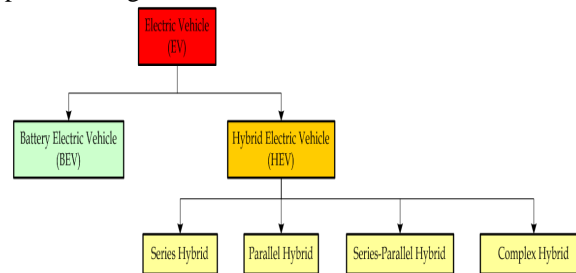 Electric Vehicle
(EV)
Battery Electric Vehicle
(BEV)
Hybrid Electric Vehicle
(HEV)
Series Hybrid
Parallel Hybrid
Series-Parallel Hybrid
Complex Hybrid